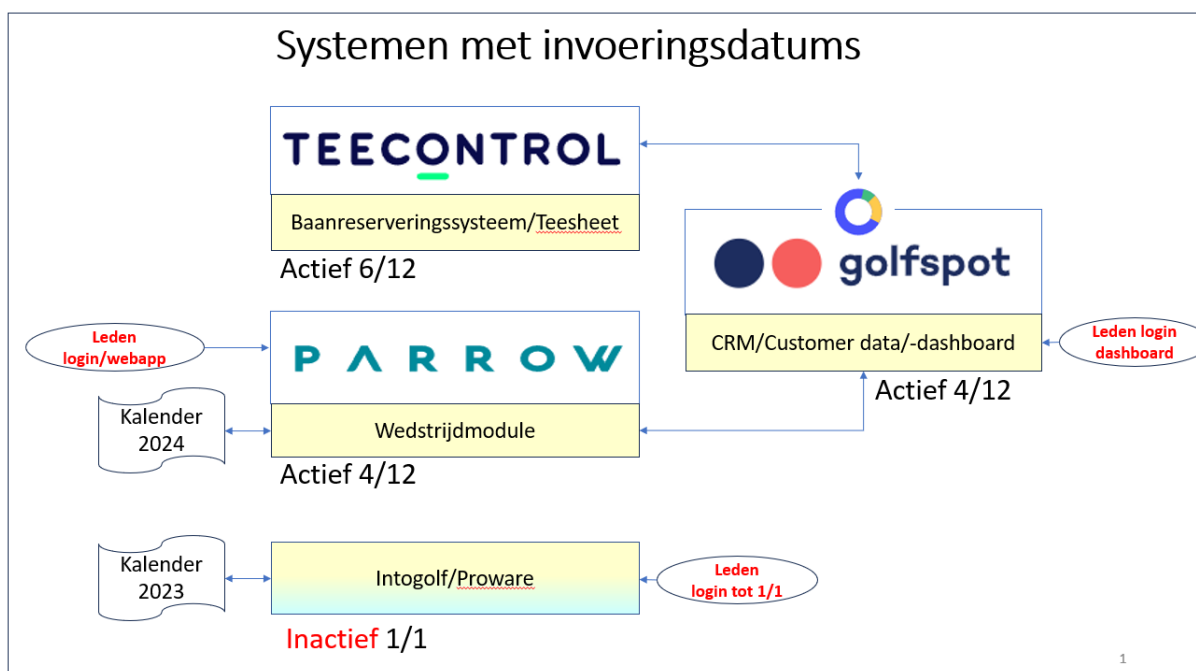 Systemen met invoeringsdatums
TEECONTROL
Baanreserveringssysteem/Teesheet
Actief 6/12
golfspot
CRM/Customer data/-dashboard
Actief 4/12
Leden
login
dashboard
Leden
login/webapp
PARROW
Wedstrijdmodule
Actief 4/12
Kalender
2024
Kalender
2023
Intogolf/Proware
Inactief 1/1
Leden
login tot 1/1
1